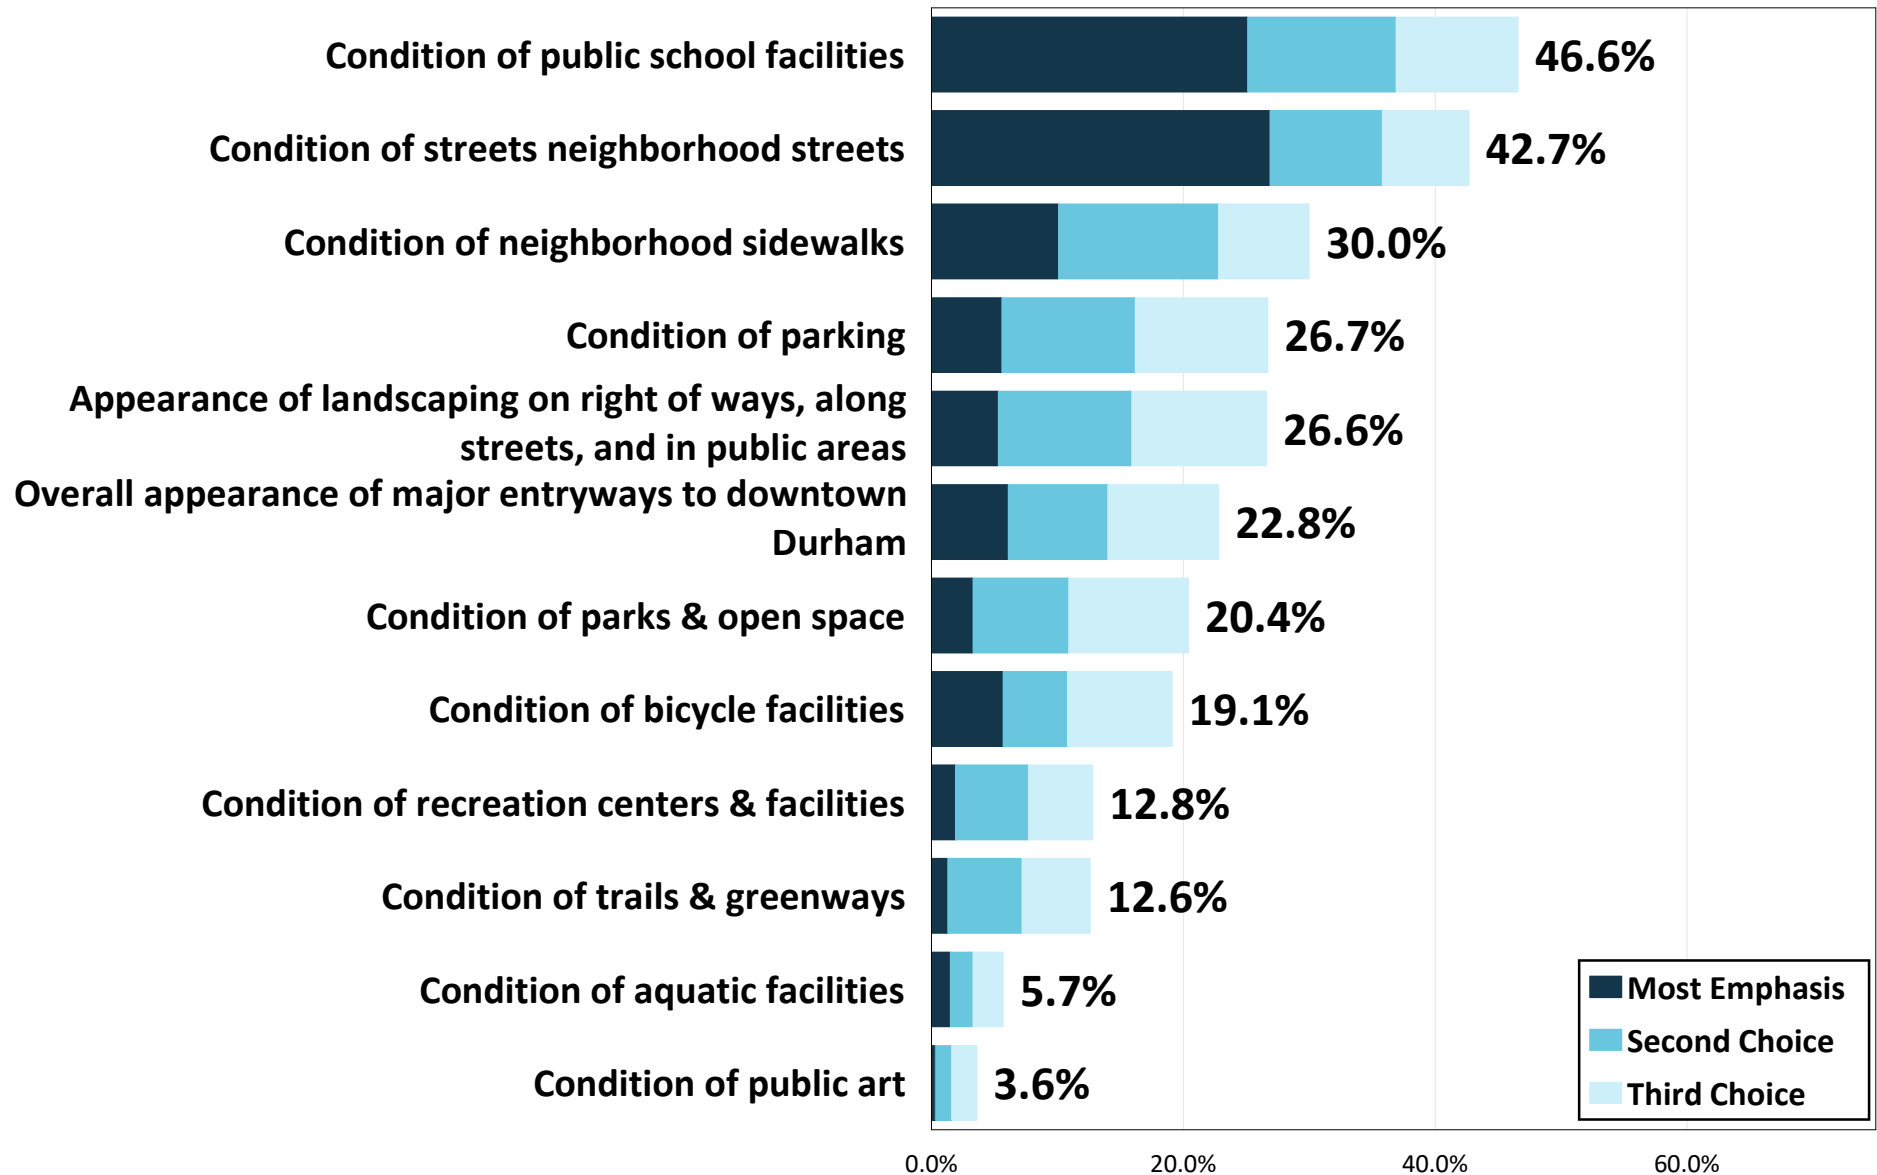 Condition of public school facilities
46.6%
Condition of streets neighborhood streets
42.7%
Condition of neighborhood sidewalks
30.0%
Condition of parking
26.7%
Appearance of landscaping on right of ways, along
streets, and in public areas
26.6%
Overall appearance of major entryways to downtown
Durham
22.8%
Condition of parks & open space
20.4%
Condition of bicycle facilities
19.1%
Condition of recreation centers & facilities
12.8%
Condition of trails & greenways
12.6%
Condition of aquatic facilities
5.7%
Condition of public art
3.6%
Most Emphasis
Second Choice
Third Choice
0.0%
20.0%
40.0%
60.0%